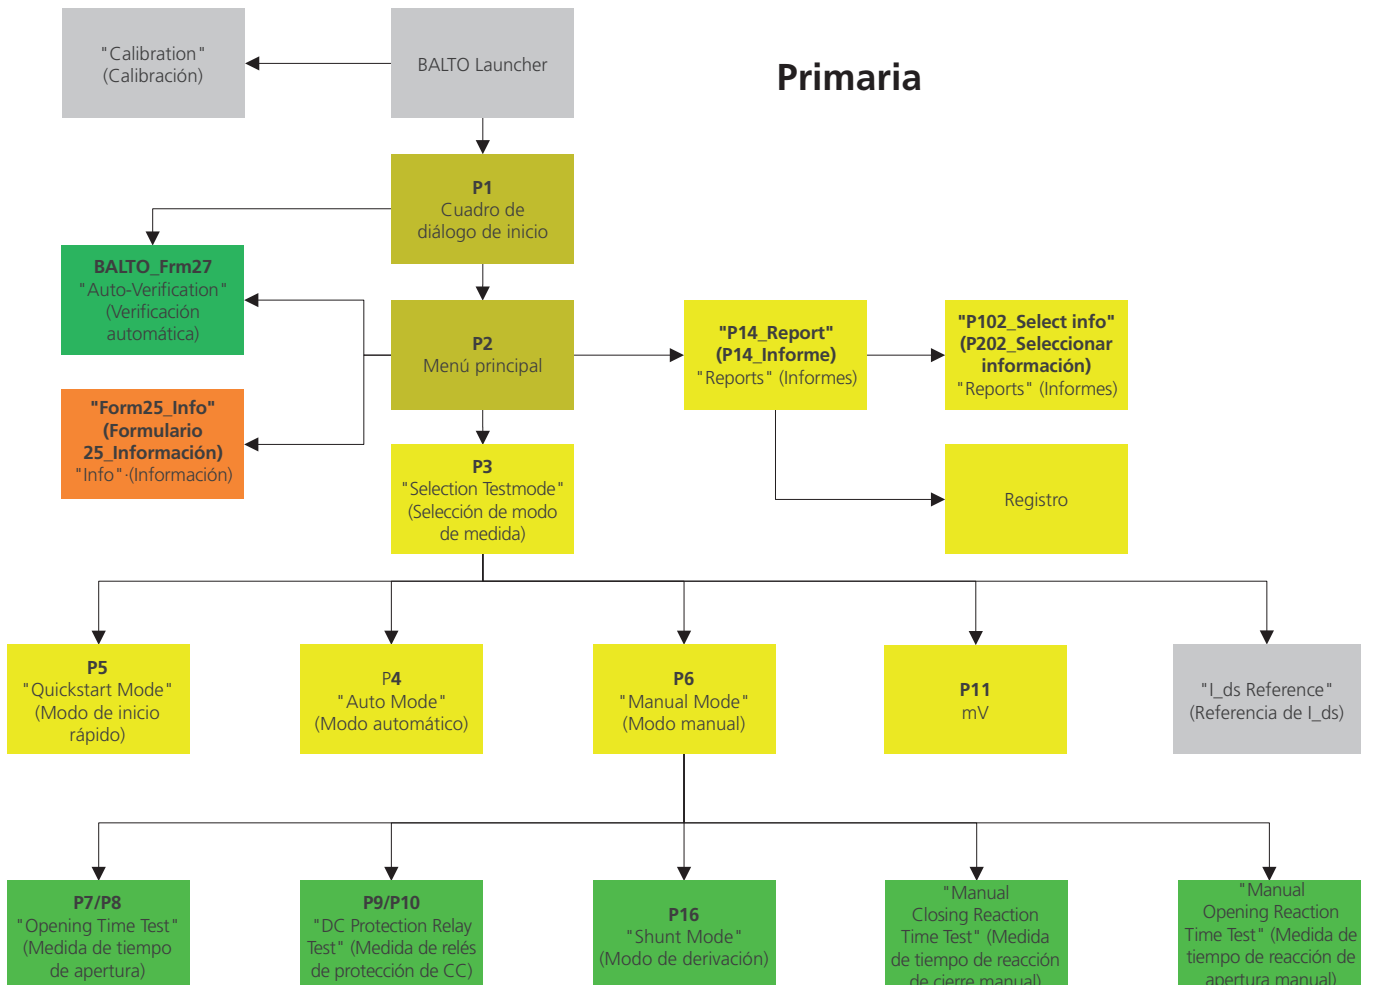 "Calibration"
(Calibración)
BALTO Launcher
Primaria
P1
Cuadro de
diálogo de inicio
BALTO_Frm27
"Auto-Verification"
(Verificación
automática)
P2
Menú principal
"P14_Report"
(P14_Informe)
"Reports" (Informes)
"P102_Select info"
(P202_Seleccionar
información)
"Reports" (Informes)
"Form25_Info"
(Formulario
25_Información)
"Info"·(Información)
P3
"Selection Testmode"
(Selección de modo
de medida)
Registro
P5
"Quickstart Mode"
(Modo de inicio
rápido)
P4
"Auto Mode"
(Modo automático)
P6
"Manual Mode"
(Modo manual)
P11
mV
"I_ds Reference"
(Referencia de I_ds)
P7/P8
"Opening Time Test"
(Medida de tiempo
de apertura)
P9/P10
"DC Protection Relay
Test" (Medida de relés
de protección de CC)
P16
"Shunt Mode"
(Modo de derivación)
"Manual
Closing Reaction
Time Test" (Medida
de tiempo de reacción
de cierre manual)
"Manual
Opening Reaction
Time Test" (Medida de
tiempo de reacción de
apertura manual)